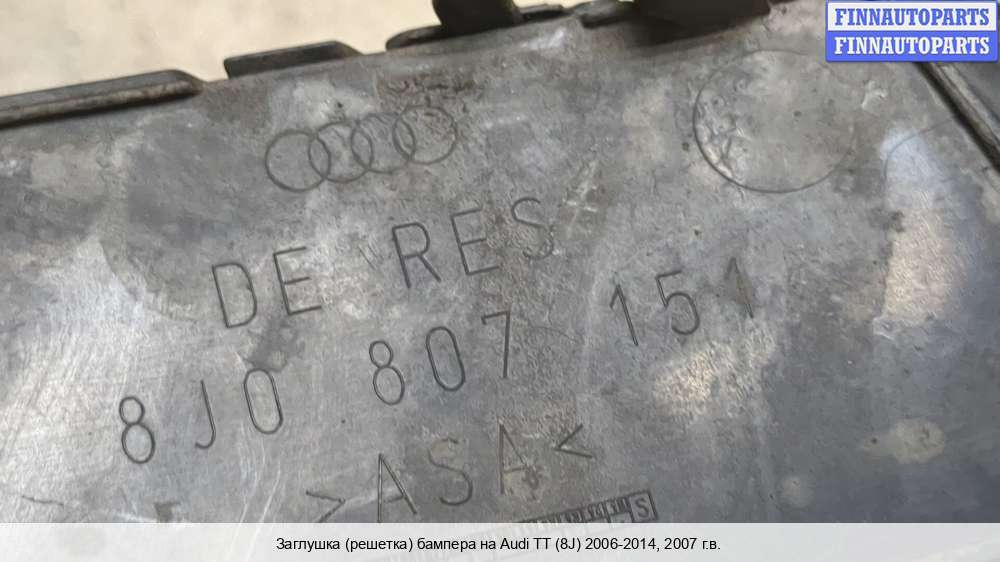 FINNAUTOPARTS
FINNAUTOPARTS
DE RES
8J0 807 151
>ASA<
S
Заглушка (решетка) бампера на Audi TT (8J) 2006-2014, 2007 г.в.